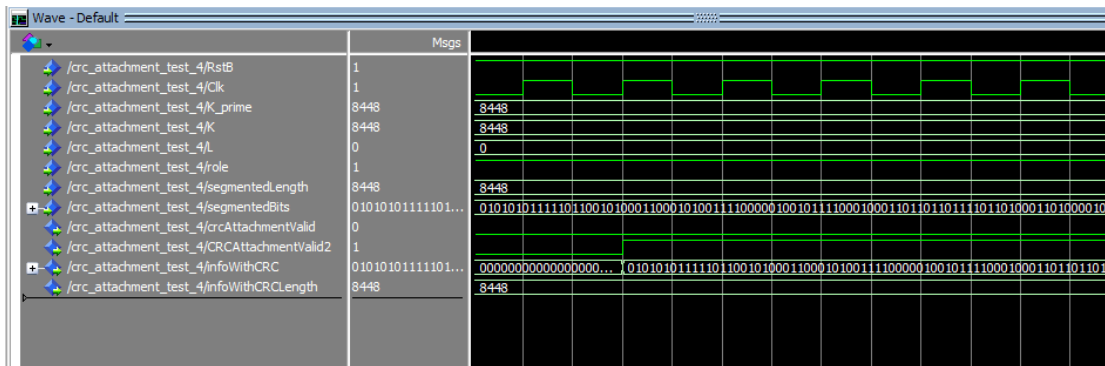 Wave - Default
Msgs
/crc_attachment_test_4/RstB 1
/crc_attachment_test_4/Clk 1
/crc_attachment_test_4/K_prime 8448 8448
/crc_attachment_test_4/K 8448 8448
/crc_attachment_test_4/L 0 0
/crc_attachment_test_4/role 1
/crc_attachment_test_4/segmentedLength 8448 8448
/crc_attachment_test_4/segmentedBits 01010101111101...
/crc_attachment_test_4/crcAttachmentValid 0
/crc_attachment_test_4/CRCAttachmentValid2 1
/crc_attachment_test_4/infoWithCRC 01010101111101... 00000000000000000...
/crc_attachment_test_4/infoWithCRCLength 8448 8448